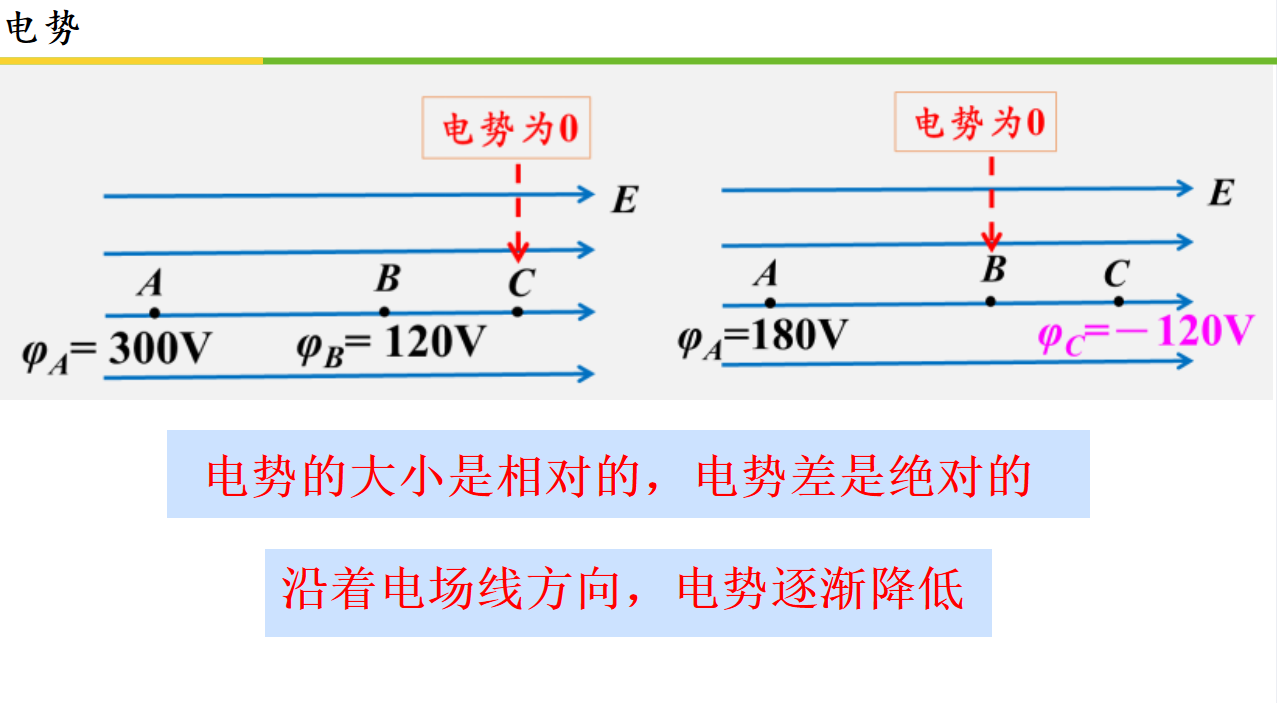 电势
电势为0
E
A B C
φA= 300V φB= 120V
电势为0
E
A B C
φA=180V φC=－120V
电势的大小是相对的，电势差是绝对的
沿着电场线方向，电势逐渐降低